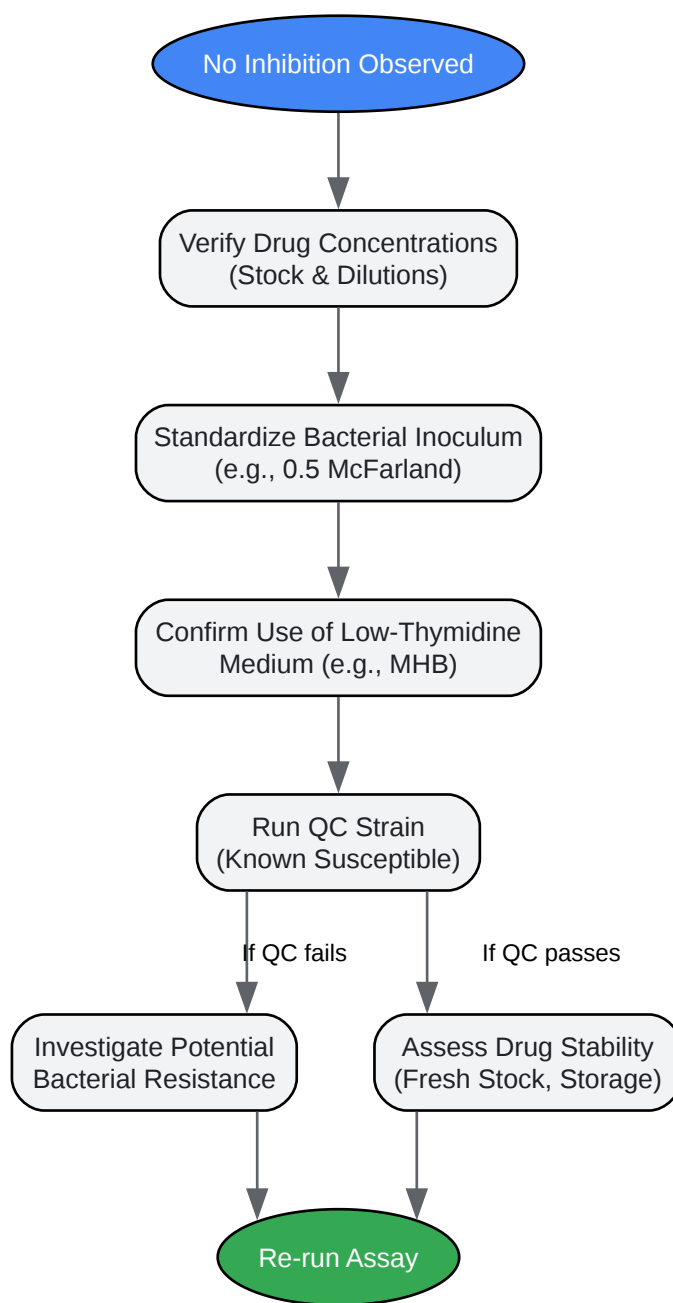 No Inhibition Observed
Verify Drug Concentrations
(Stock & Dilutions)
Standardize Bacterial Inoculum
(e.g., 0.5 McFarland)
Confirm Use of Low-Thymidine
Medium (e.g., MHB)
Run QC Strain
(Known Susceptible)
If QC fails
If QC passes
Investigate Potential
Bacterial Resistance
Assess Drug Stability
(Fresh Stock, Storage)
Re-run Assay